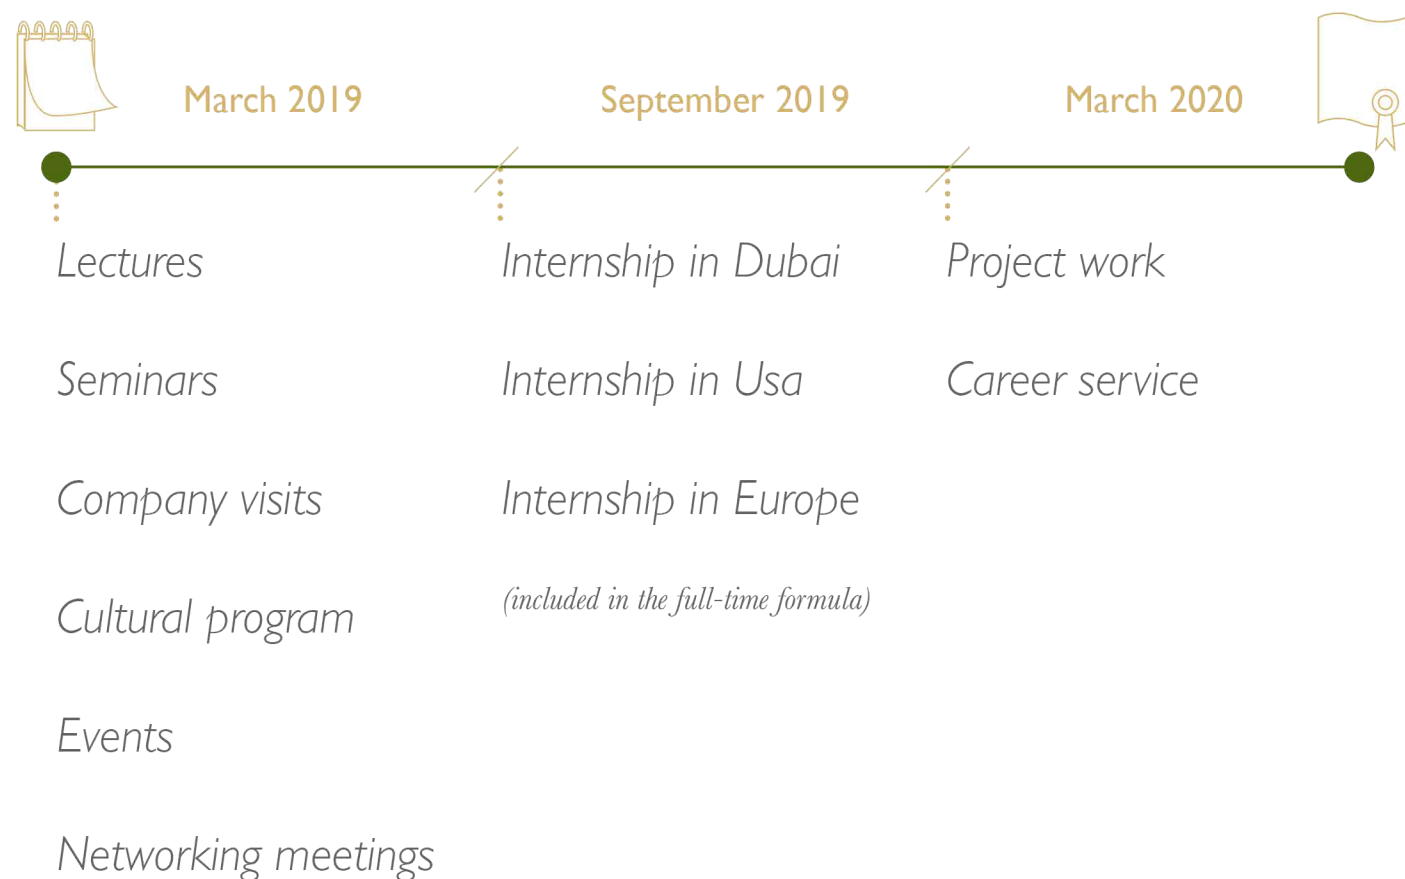 March 2019
September 2019
March 2020
Lectures
Seminars
Company visits
Cultural program
Events
Networking meetings
Internship in Dubai
Internship in Usa
Internship in Europe
(included in the full-time formula)
Project work
Career service